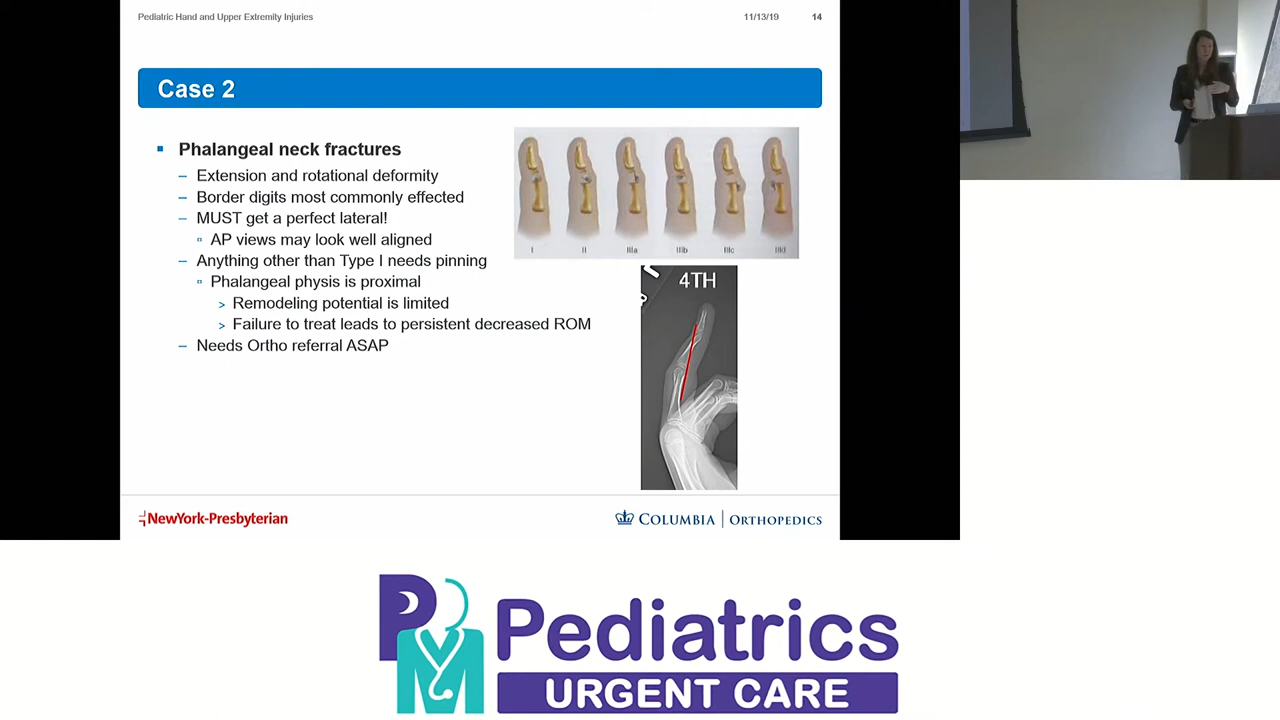 Pediatric Hand and Upper Extremity Injuries
11/13/19
14
Case 2
Phalangeal neck fractures
– Extension and rotational deformity
– Border digits most commonly effected
– MUST get a perfect lateral!
AP views may look well aligned
– Anything other than Type I needs pinning
Phalangeal physis is proximal
> Remodeling potential is limited
> Failure to treat leads to persistent decreased ROM
– Needs Ortho referral ASAP
I II IIIa IIIb IIIc IIId
4TH
NewYork-Presbyterian
COLUMBIA | ORTHOPEDICS
PM
Pediatrics
URGENT CARE